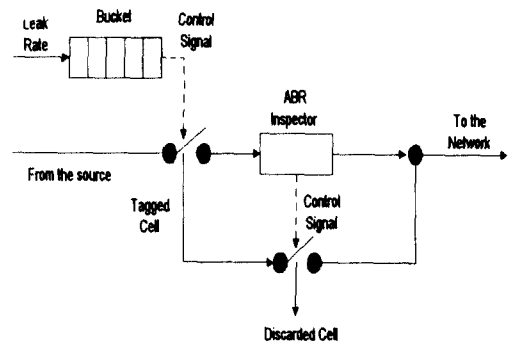 Leak
Rate
Bucket
Control
Signal
ABR
Inspector
To the
Network
From the source
Tagged
Cell
Control
Signal
Discarded Cell